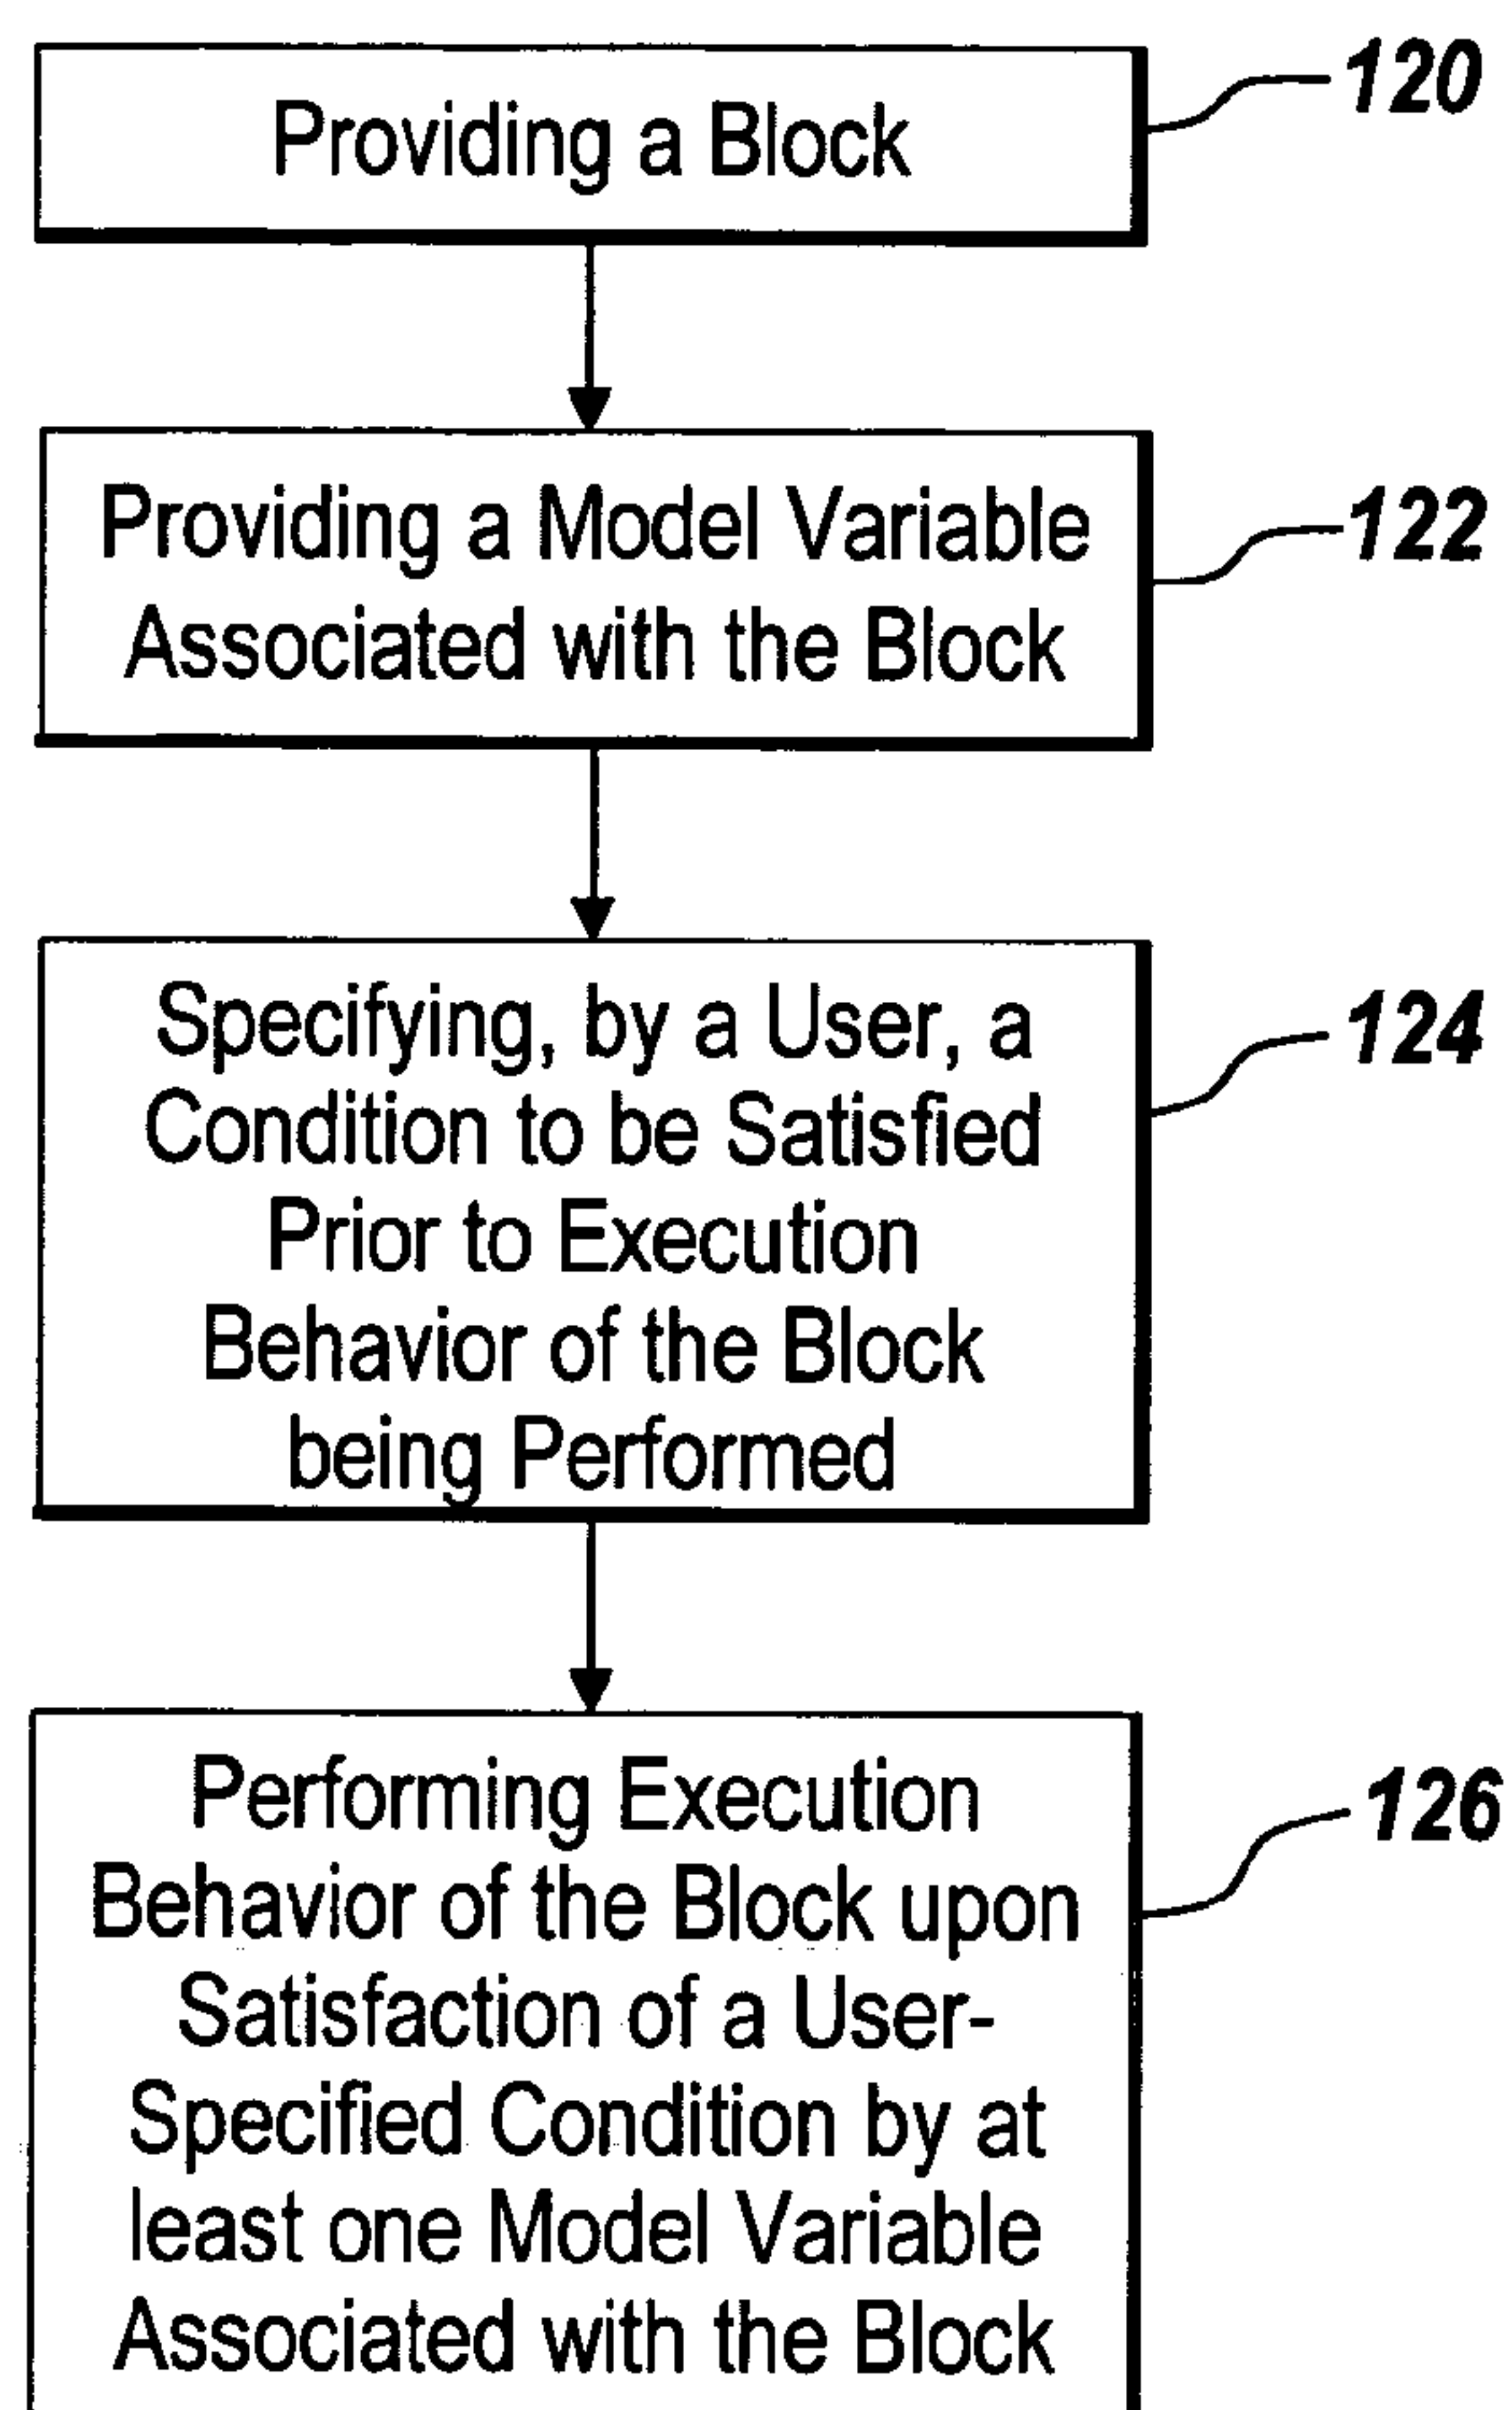 Providing a Block
120
Providing a Model Variable
Associated with the Block
122
Specifying, by a User, a
Condition to be Satisfied
Prior to Execution
Behavior of the Block
being Performed
124
Performing Execution
Behavior of the Block upon
Satisfaction of a User-
Specified Condition by at
least one Model Variable
Associated with the Block
126